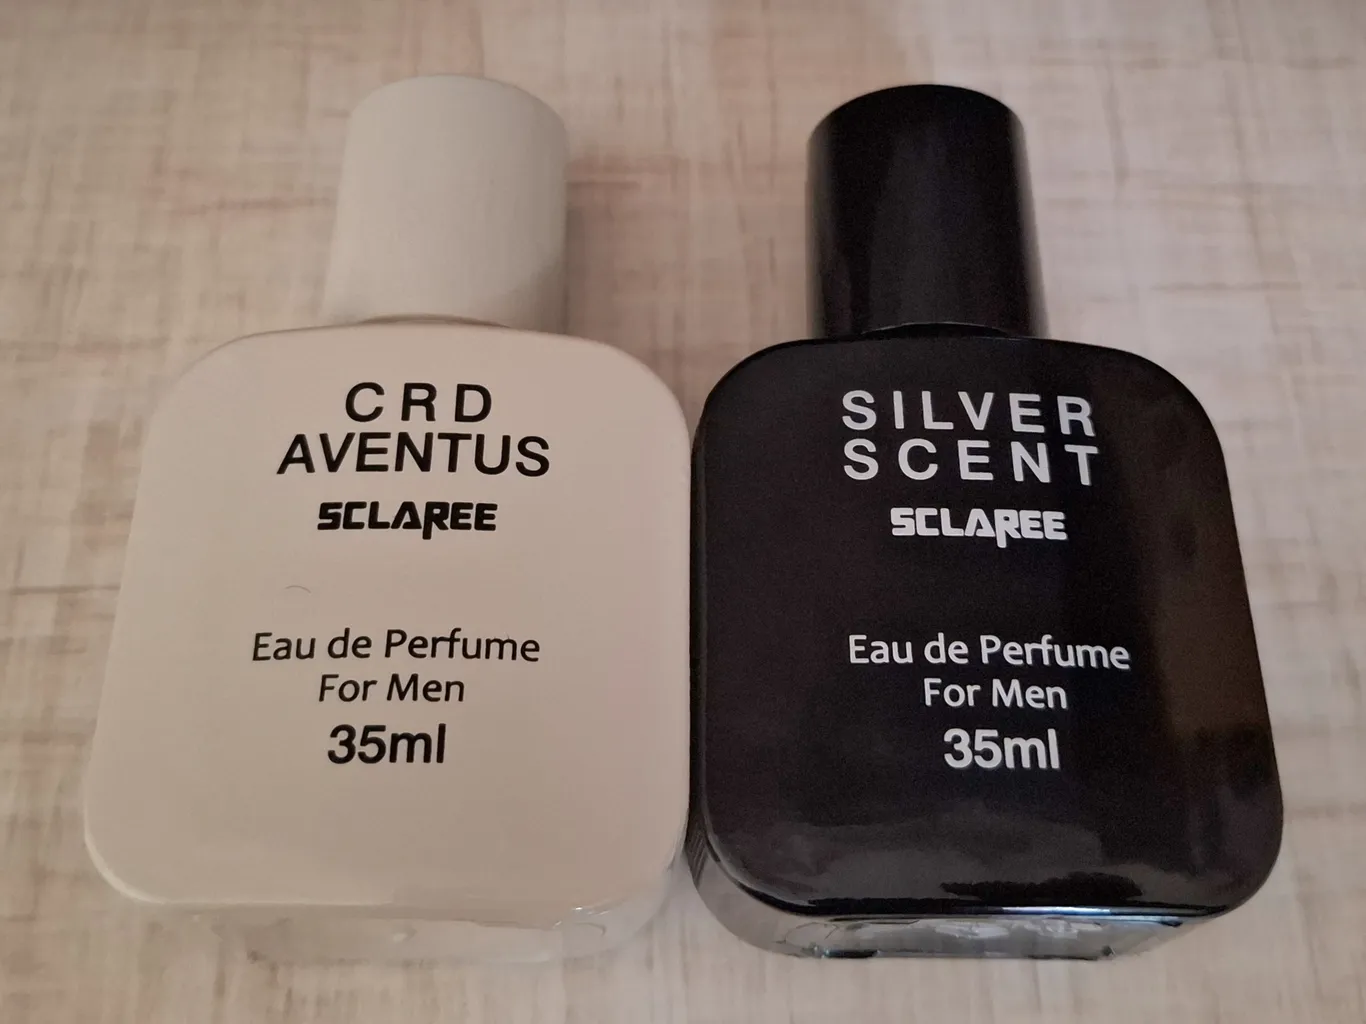 CRD
AVENTUS
SCLAREE
Eau de Perfume
For Men
35ml
SILVER
SCENT
SCLAREE
Eau de Perfume
For Men
35ml